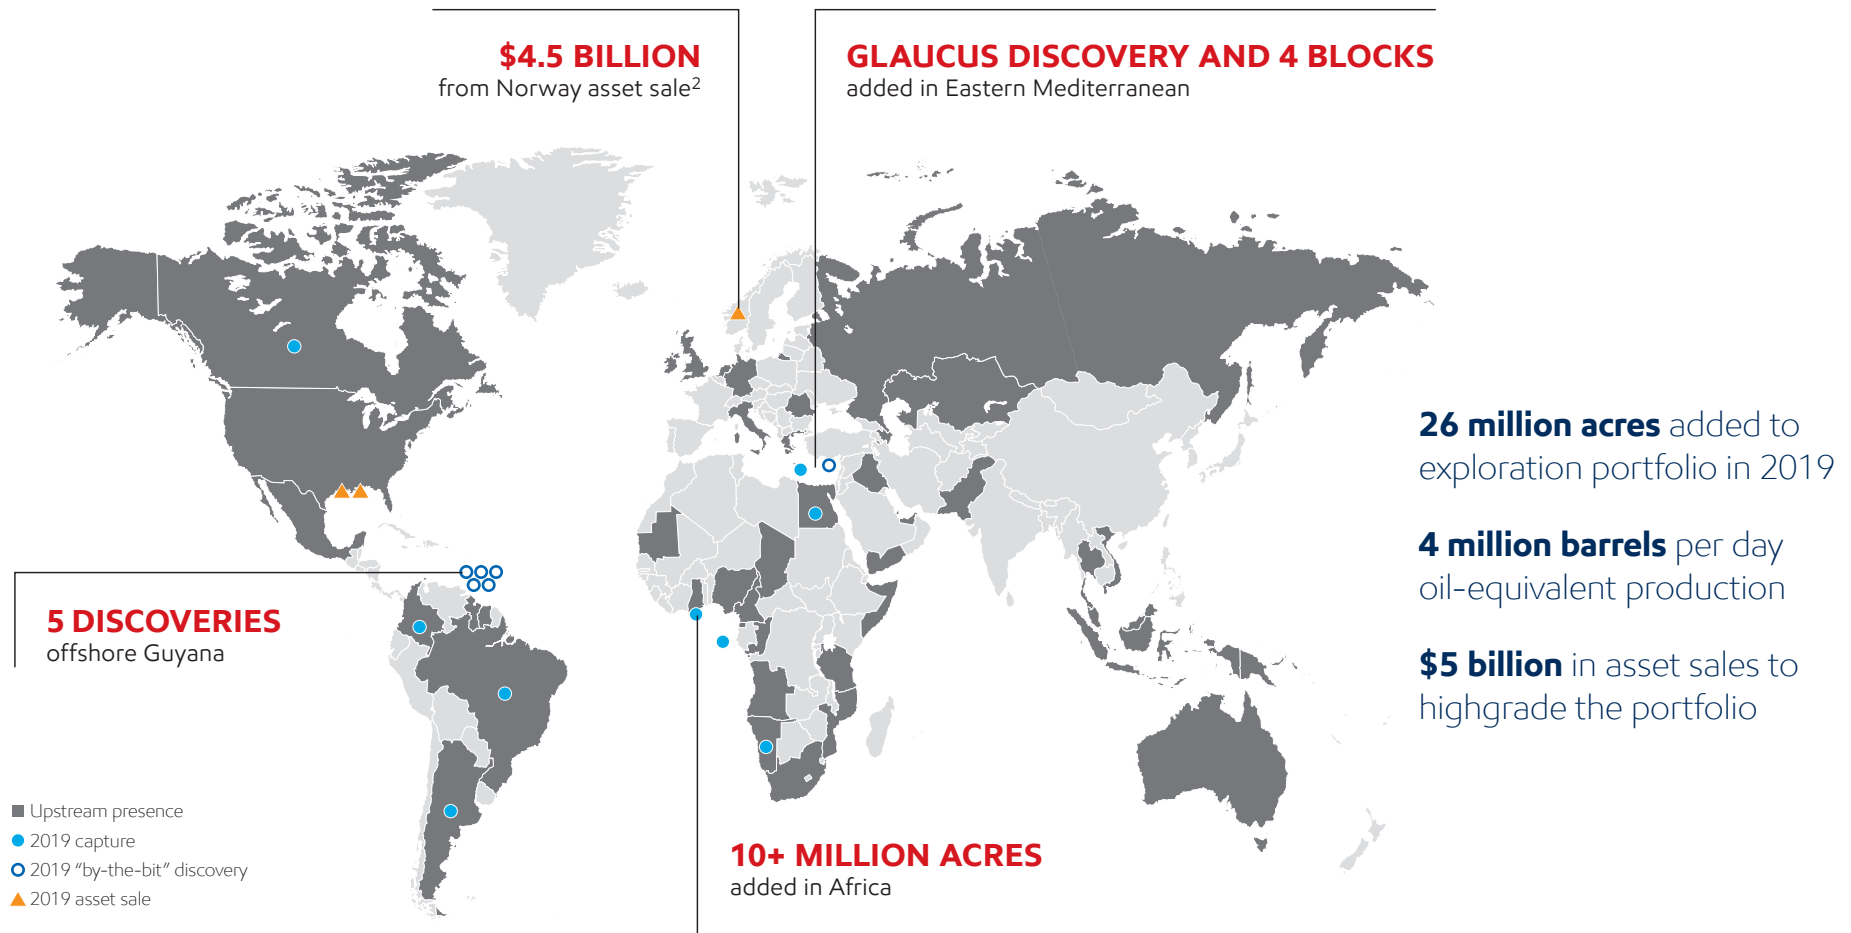 $4.5 BILLION
from Norway asset sale²
GLAUCUS DISCOVERY AND 4 BLOCKS
added in Eastern Mediterranean
26 million acres added to
exploration portfolio in 2019
4 million barrels per day
oil-equivalent production
$5 billion in asset sales to
highgrade the portfolio
5 DISCOVERIES
offshore Guyana
Upstream presence
2019 capture
2019 “by-the-bit” discovery
2019 asset sale
10+ MILLION ACRES
added in Africa